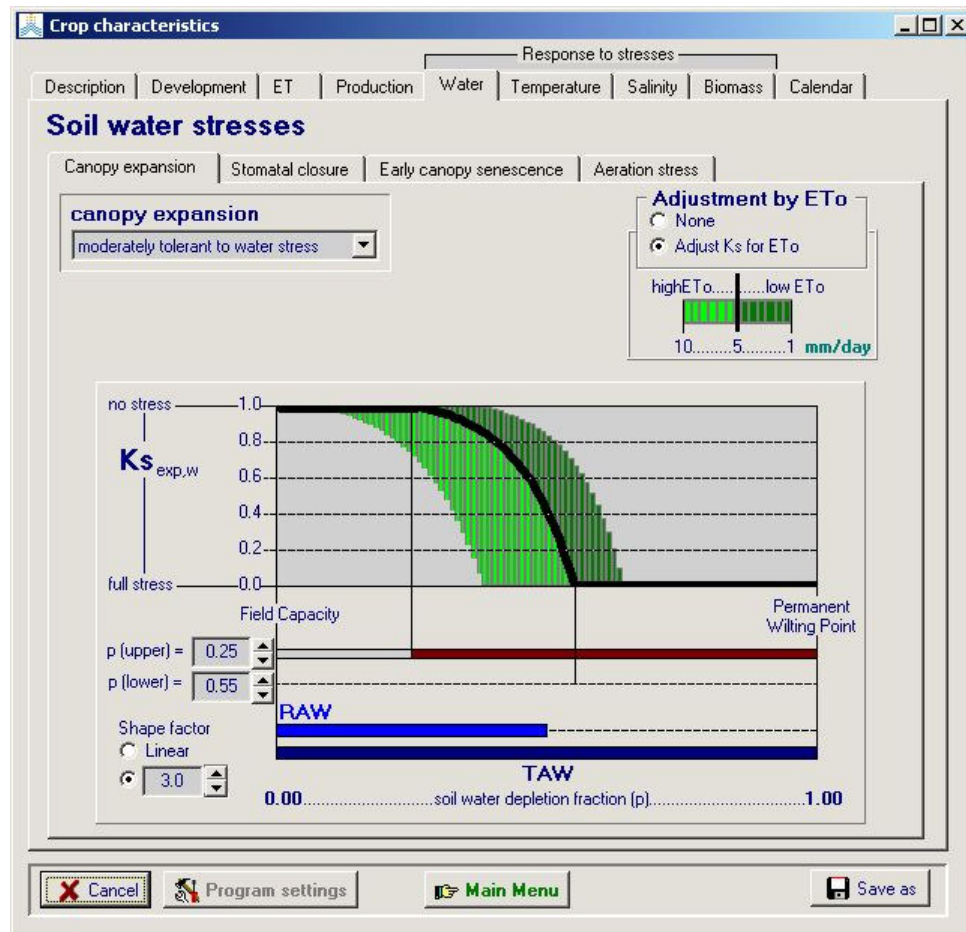 Crop characteristics
Response to stresses
Description Development ET Production Water Temperature Salinity Biomass Calendar
Soil water stresses
Canopy expansion Stomatal closure Early canopy senescence Aeration stress
canopy expansion
moderately tolerant to water stress
Adjustment by ETo
None
Adjust Ks for ETo
highETo...........low ETo
10.........5.........1 mm/day
no stress 1.0
0.8
Ks exp,w
0.6
0.4
0.2
full stress 0.0
Field Capacity
Permanent
Wilting Point
p (upper) = 0.25
p (lower) = 0.55
RAW
Shape factor
Linear
3.0
TAW
0.00..............................soil water depletion fraction (p)...................................1.00
Cancel Program settings Main Menu Save as